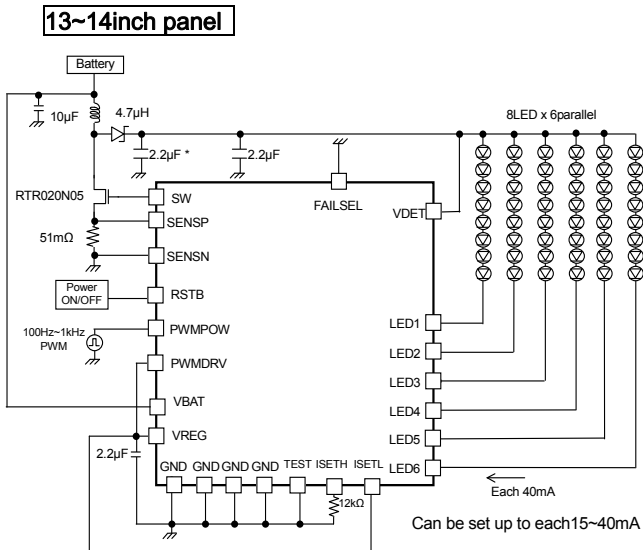 13~14inch panel
Battery
10μF
4.7μH
8LED x 6parallel
2.2μF *
2.2μF
RTR020N05
SW
FAILSEL
SENSP
VDET
51mΩ
SENSN
Power
ON/OFF
RSTB
100Hz~1kHz
PWM
PWMPOW
LED1
LED2
PWMDRV
LED3
VBAT
LED4
VREG
LED5
2.2μF
GND GND GND GND TEST ISETH ISETL
LED6
12kΩ
Each 40mA
Can be set up to each15~40mA